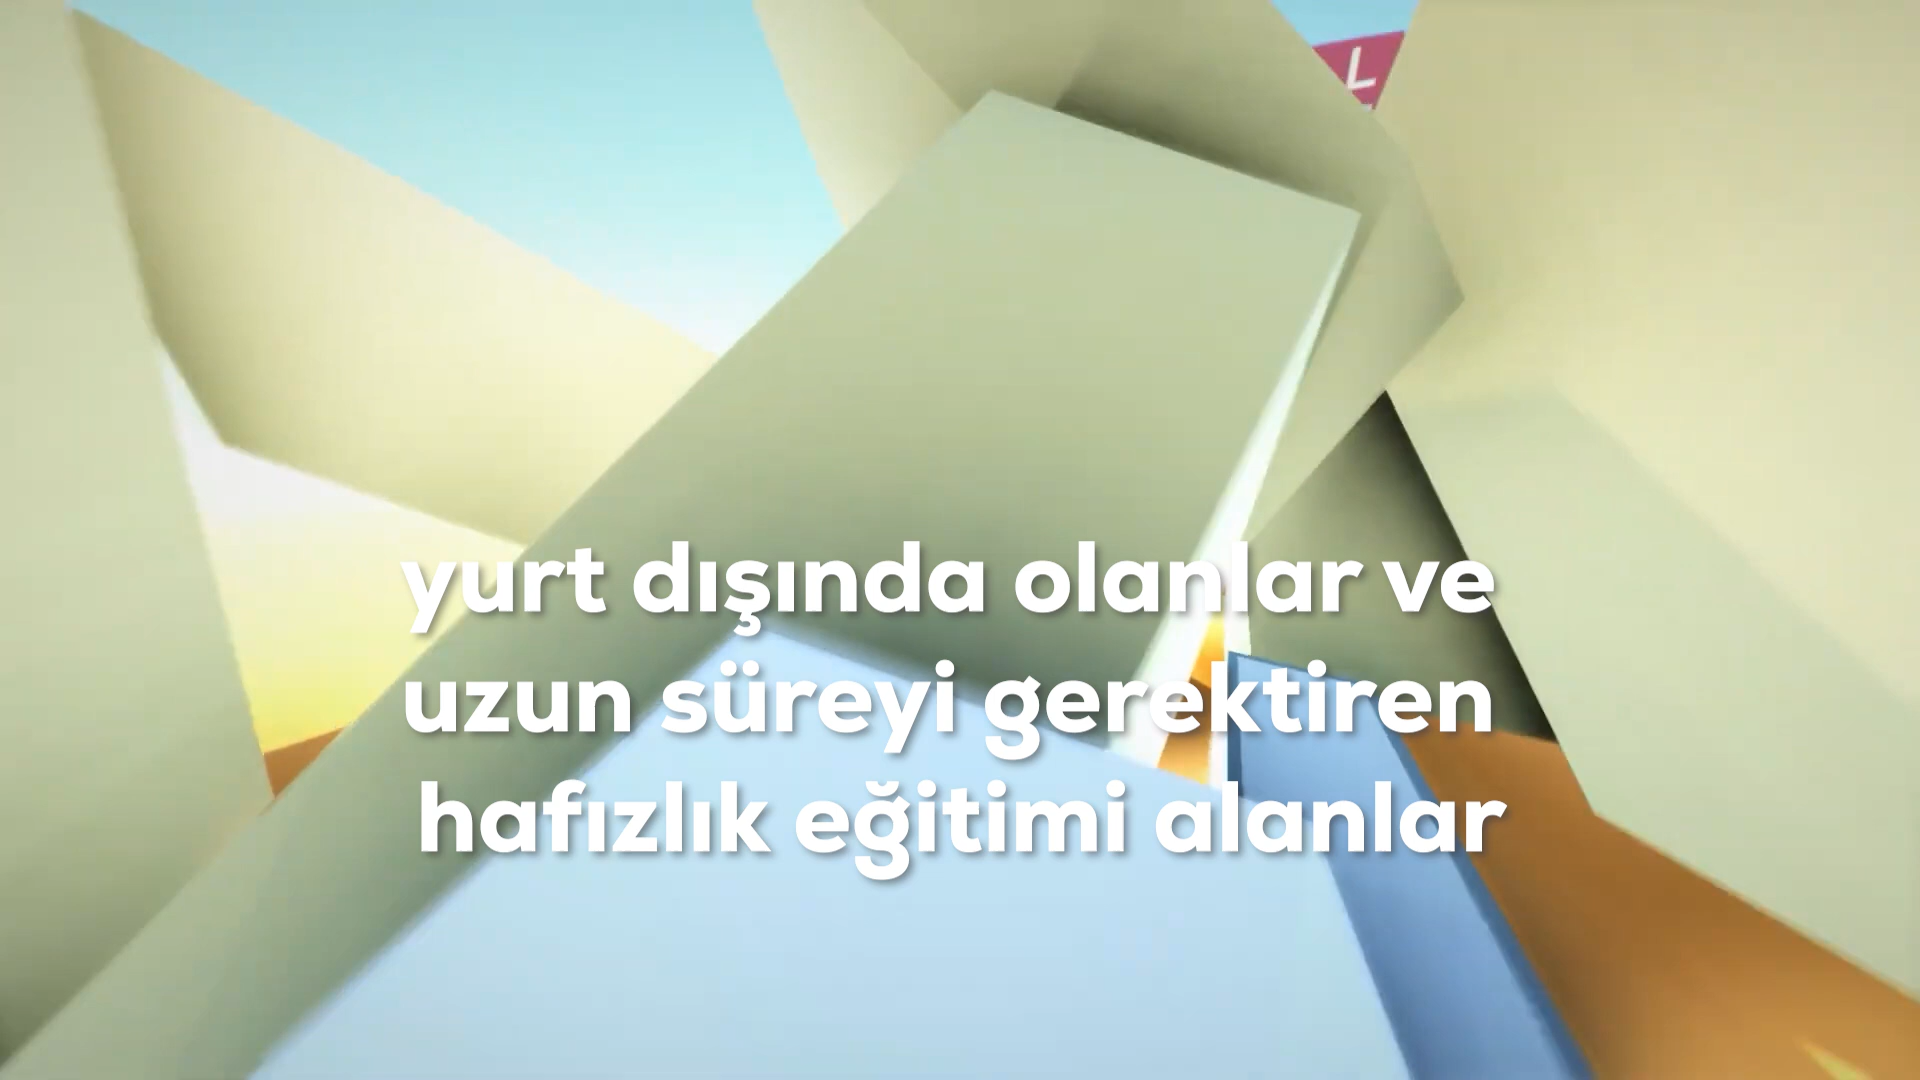 L
yurt dışında olanlar ve
uzun süreyi gerektiren
hafızlık eğitimi alanlar